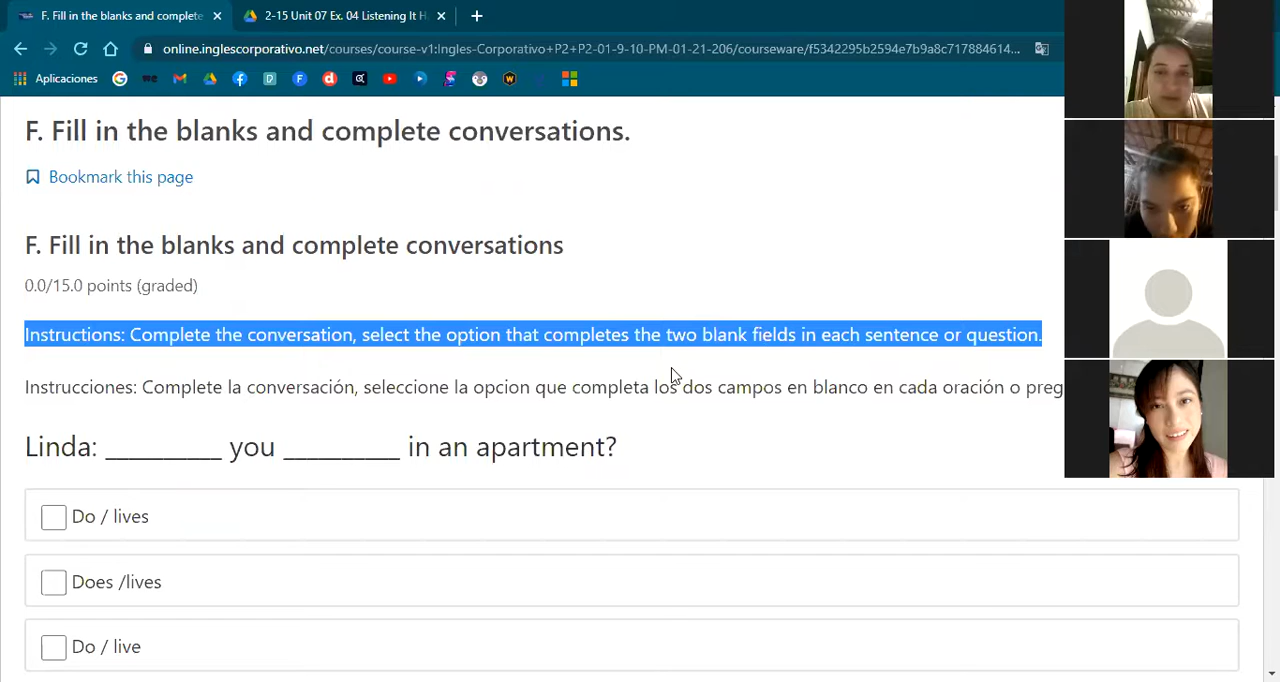 F. Fill in the blanks and complete
2-15 Unit 07 Ex. 04 Listening It H
online.inglescorporativo.net/courses/course-v1:Ingles-Corporativo+P2+P2-01-9-10-PM-01-21-206/courseware/f5342295b2594e7b9a8c717884614...
Aplicaciones
F. Fill in the blanks and complete conversations.
Bookmark this page
F. Fill in the blanks and complete conversations
0.0/15.0 points (graded)
Instructions: Complete the conversation, select the option that completes the two blank fields in each sentence or question.
Instrucciones: Complete la conversación, seleccione la opcion que completa los dos campos en blanco en cada oración o preg
Linda: __________ you __________ in an apartment?
Do / lives
Does /lives
Do / live